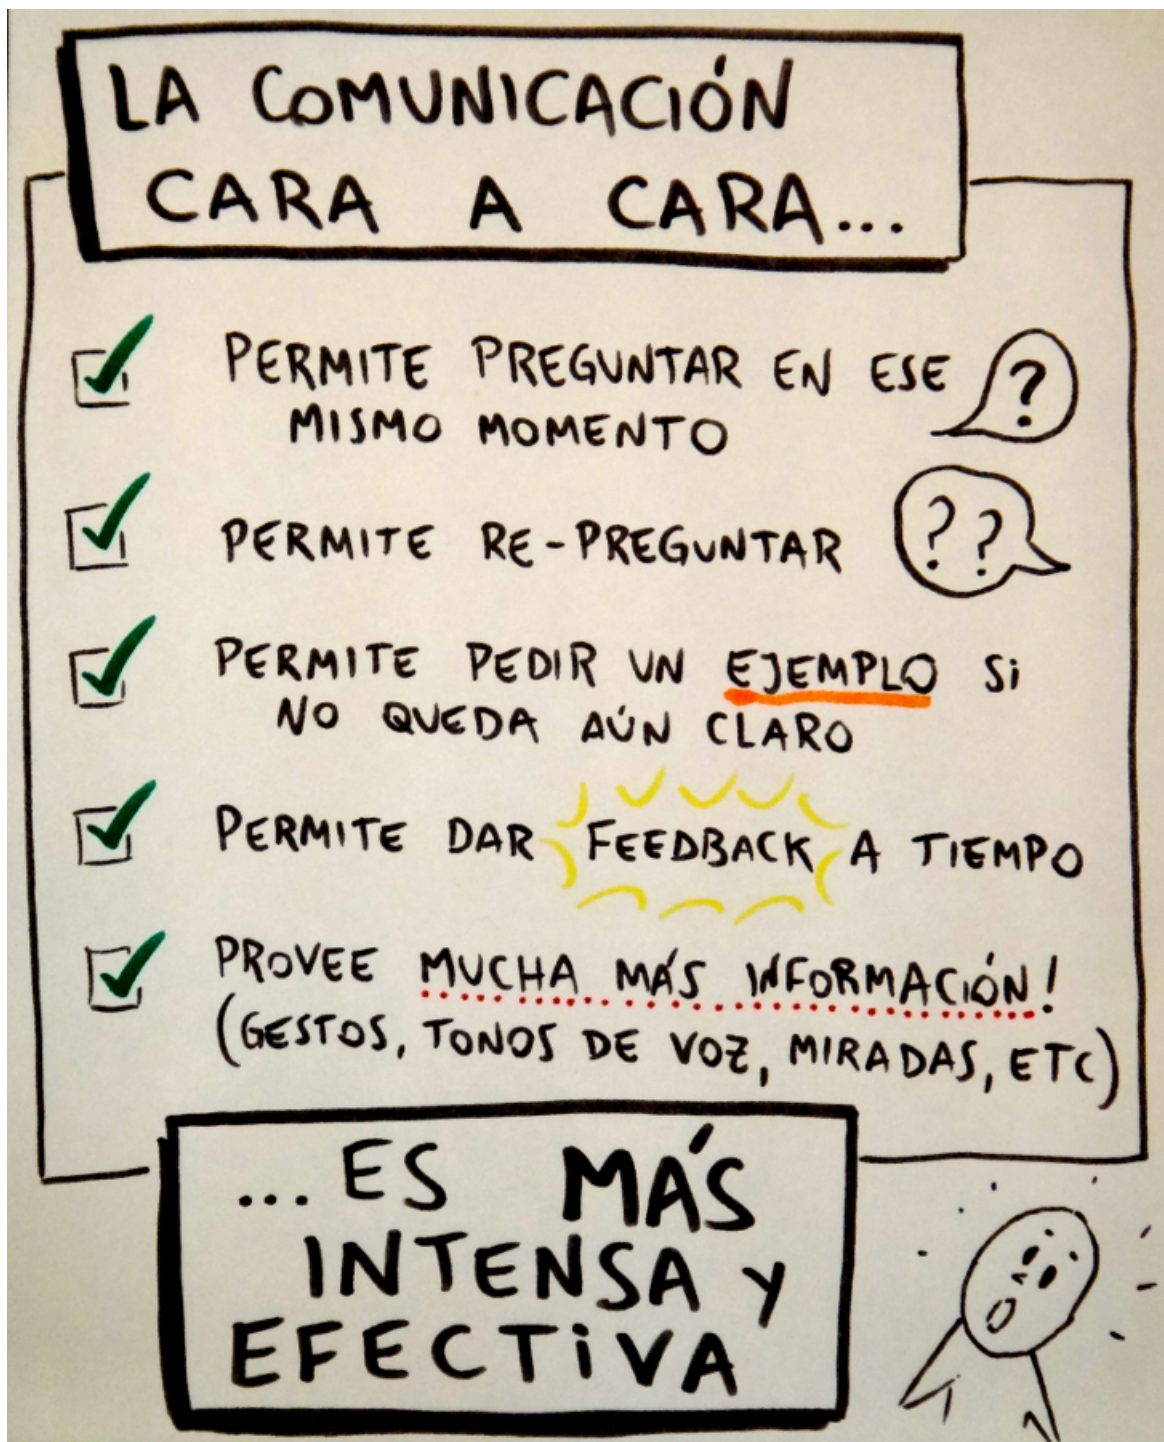 LA COMUNICACIÓN
CARA A CARA...
PERMITE PREGUNTAR EN ESE
MISMO MOMENTO
?
PERMITE RE-PREGUNTAR
??
PERMITE PEDIR UN EJEMPLO Si
NO QUEDA AÚN CLARO
PERMITE DAR FEEDBACK A TIEMPO
PROVEE MUCHA MÁS INFORMACIÓN!
(GESTOS, TONOS DE VOZ, MIRADAS, ETC)
...ES MÁS
INTENSA y
EFECTiVA